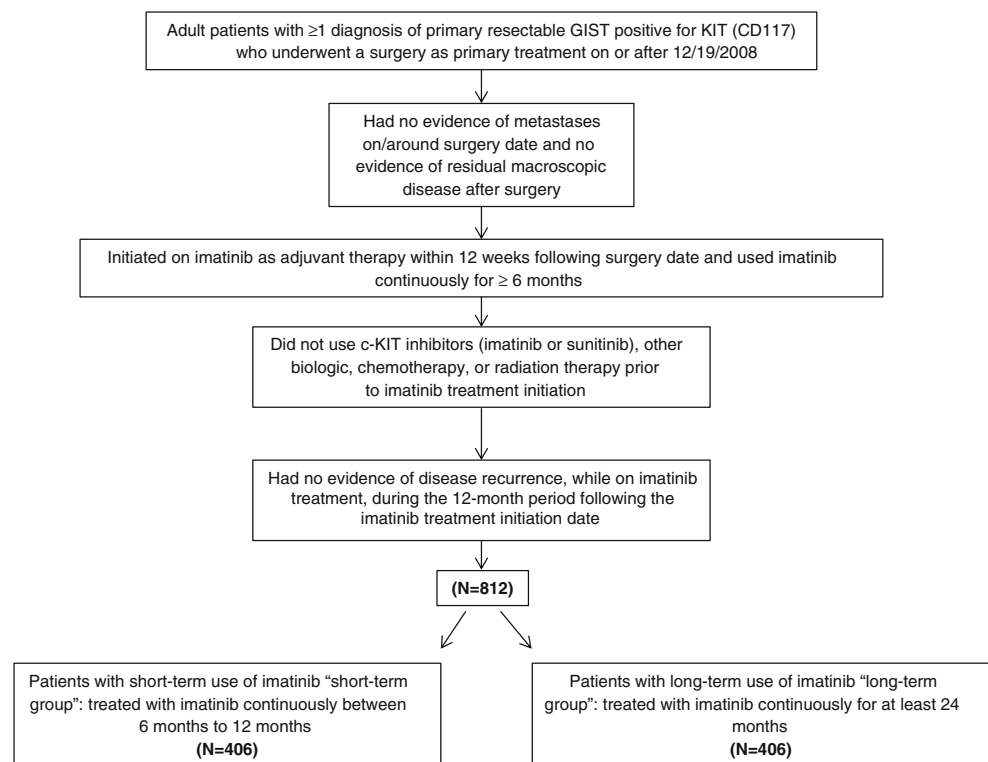 Adult patients with ≥1 diagnosis of primary resectable GIST positive for KIT (CD117)
who underwent a surgery as primary treatment on or after 12/19/2008
Had no evidence of metastases
on/around surgery date and no
evidence of residual macroscopic
disease after surgery
Initiated on imatinib as adjuvant therapy within 12 weeks following surgery date and used imatinib
continuously for ≥ 6 months
Did not use c-KIT inhibitors (imatinib or sunitinib), other
biologic, chemotherapy, or radiation therapy prior
to imatinib treatment initiation
Had no evidence of disease recurrence, while on imatinib
treatment, during the 12-month period following the
imatinib treatment initiation date
(N=812)
Patients with short-term use of imatinib “short-term
group”: treated with imatinib continuously between
6 months to 12 months
(N=406)
Patients with long-term use of imatinib “long-term
group”: treated with imatinib continuously for at least 24
months
(N=406)